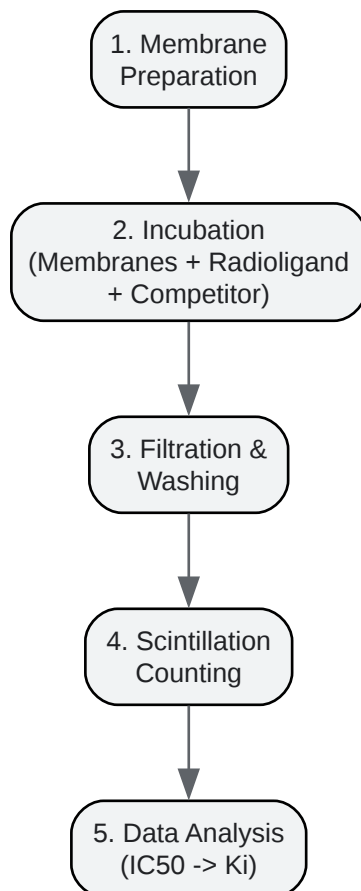 1. Membrane
Preparation
2. Incubation
(Membranes + Radioligand
+ Competitor)
3. Filtration &
Washing
4. Scintillation
Counting
5. Data Analysis
(IC50 -> Ki)